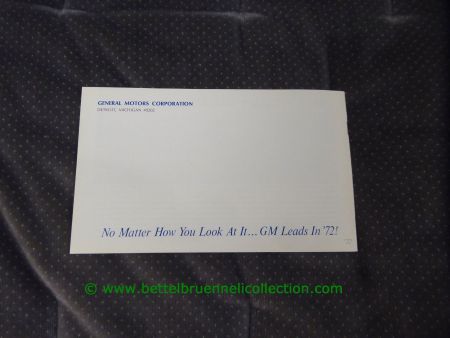 GENERAL MOTORS CORPORATION
DETROIT, MICHIGAN 48202
No Matter How You Look At It... GM Leads In '72!
© www.bettelbruennelicollection.com